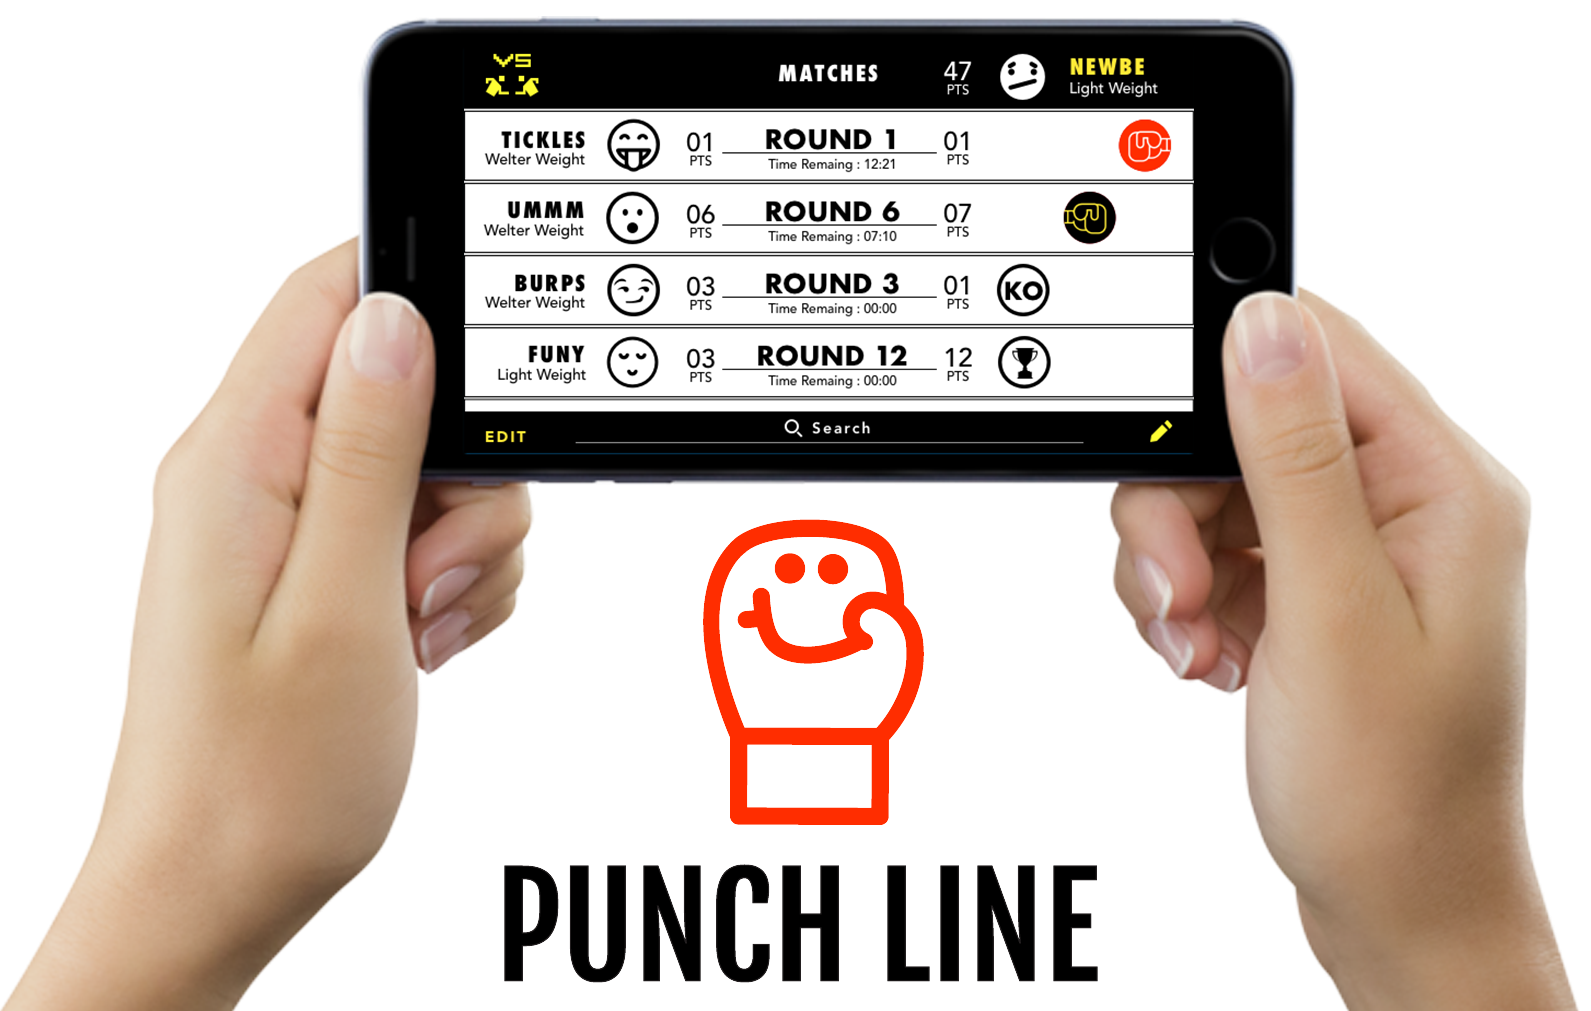 VS
MATCHES
47
PTS
NEWBE
Light Weight
TICKLES
Welter Weight
01
PTS
ROUND 1
Time Remaing : 12:21
01
PTS
UMMM
Welter Weight
06
PTS
ROUND 6
Time Remaing : 07:10
07
PTS
BURPS
Welter Weight
03
PTS
ROUND 3
Time Remaing : 00:00
01
PTS
KO
FUNY
Light Weight
03
PTS
ROUND 12
Time Remaing : 00:00
12
PTS
EDIT
Search
PUNCH LINE